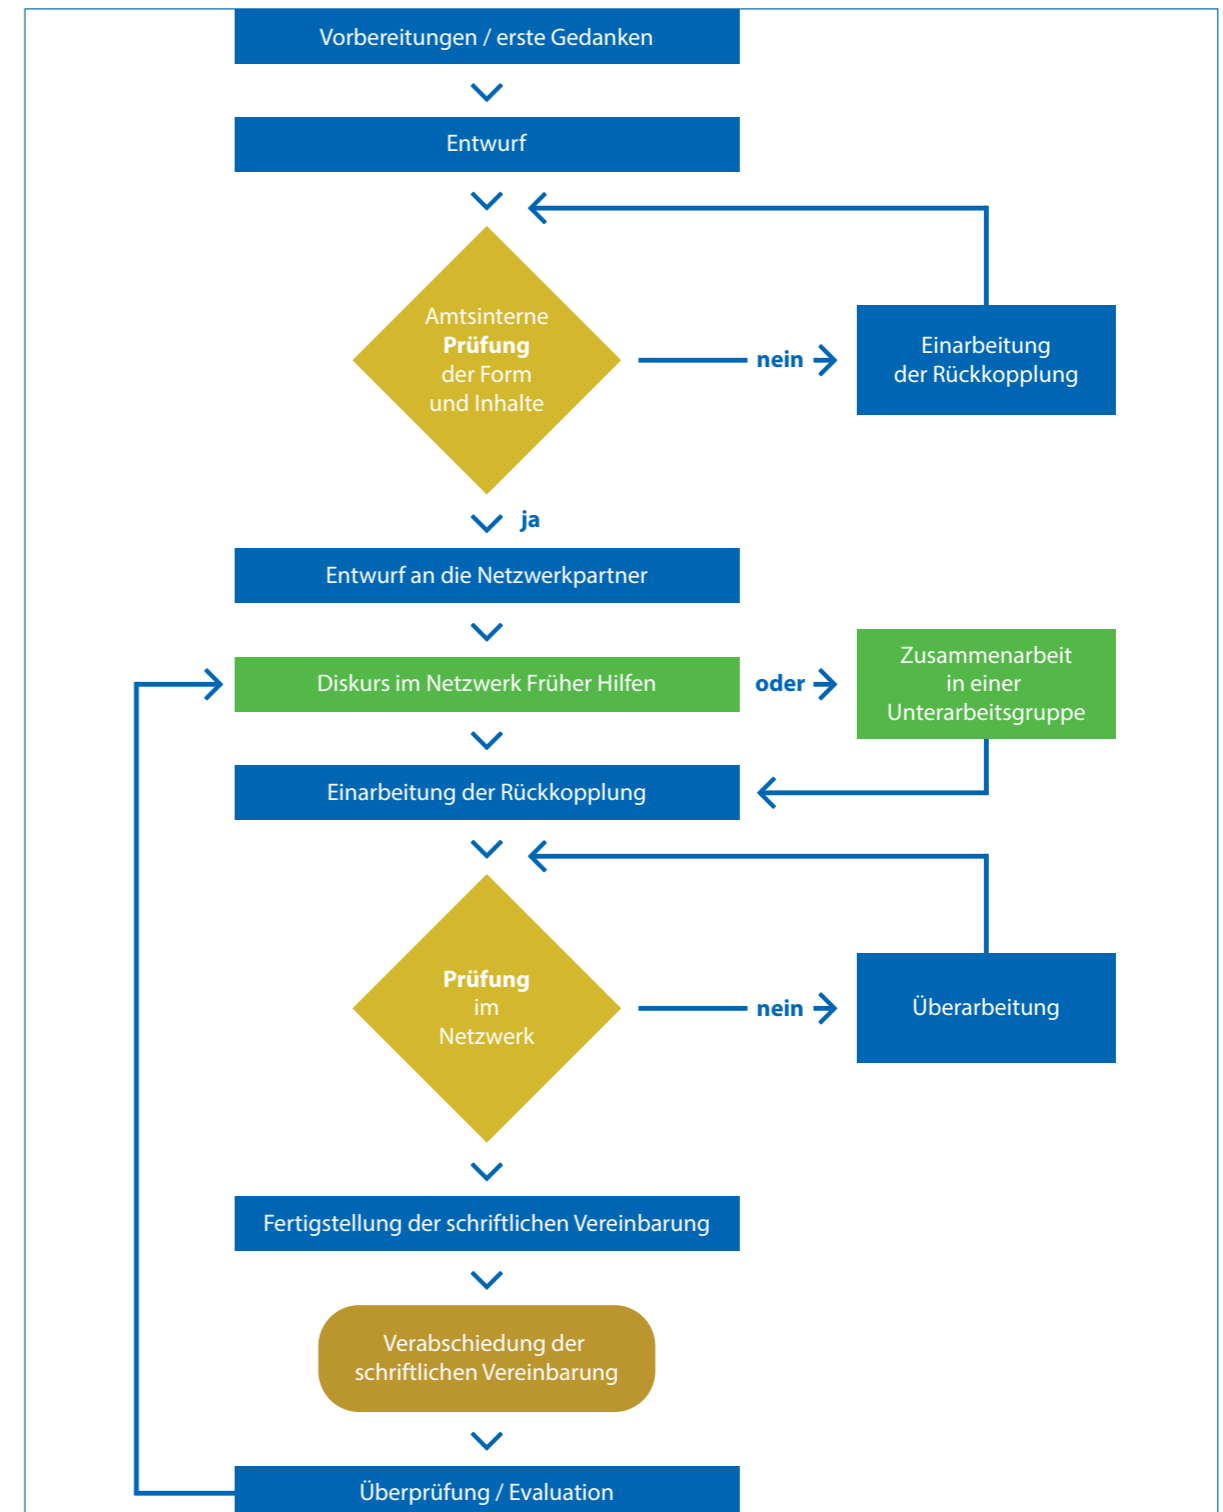 Vorbereitungen / erste Gedanken
Entwurf
Amtsinterne
Prüfung
der Form
und Inhalte
nein
Einarbeitung
der Rückkopplung
ja
Entwurf an die Netzwerkpartner
Diskurs im Netzwerk Früher Hilfen
oder
Zusammenarbeit
in einer
Unterarbeitsgruppe
Einarbeitung der Rückkopplung
Prüfung
im
Netzwerk
nein
Überarbeitung
Fertigstellung der schriftlichen Vereinbarung
Verabschiedung der
schriftlichen Vereinbarung
Überprüfung / Evaluation